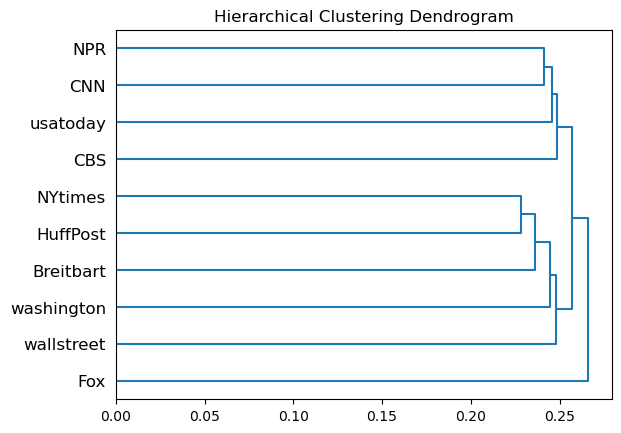 Hierarchical Clustering Dendrogram
NPR
CNN
usatoday
CBS
NYtimes
HuffPost
Breitbart
washington
wallstreet
Fox
0.00 0.05 0.10 0.15 0.20 0.25